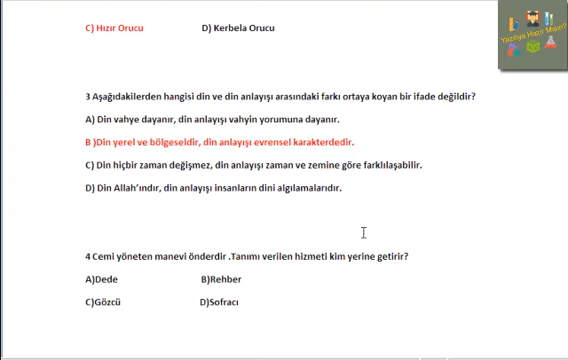 C) Hızır Orucu D) Kerbela Orucu
Yazılıya Hazır Mısın?
3 Aşağıdakilerden hangisi din ve din anlayışı arasındaki farkı ortaya koyan bir ifade değildir?
A) Din vahye dayanır, din anlayışı vahyin yorumuna dayanır.
B )Din yerel ve bölgeseldir, din anlayışı evrensel karakterdedir.
C) Din hiçbir zaman değişmez, din anlayışı zaman ve zemine göre farklılaşabilir.
D) Din Allah'ındır, din anlayışı insanların dini algılamalarıdır.
4 Cemi yöneten manevi önderdir .Tanımı verilen hizmeti kim yerine getirir?
A)Dede B)Rehber
C)Gözcü D)Sofracı